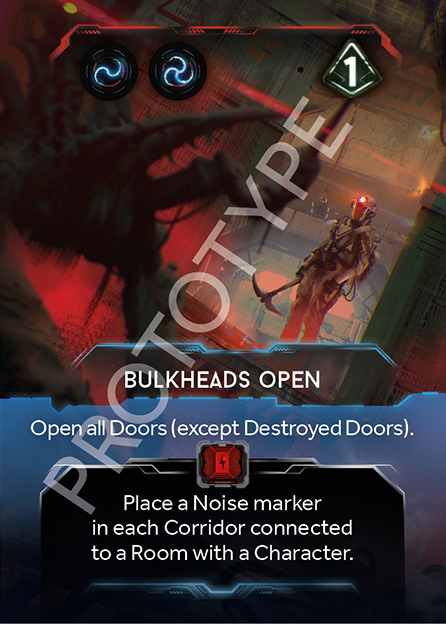 1
PROTOTYPE
BULKHEADS OPEN
Open all Doors (except Destroyed Doors).
Place a Noise marker
in each Corridor connected
to a Room with a Character.